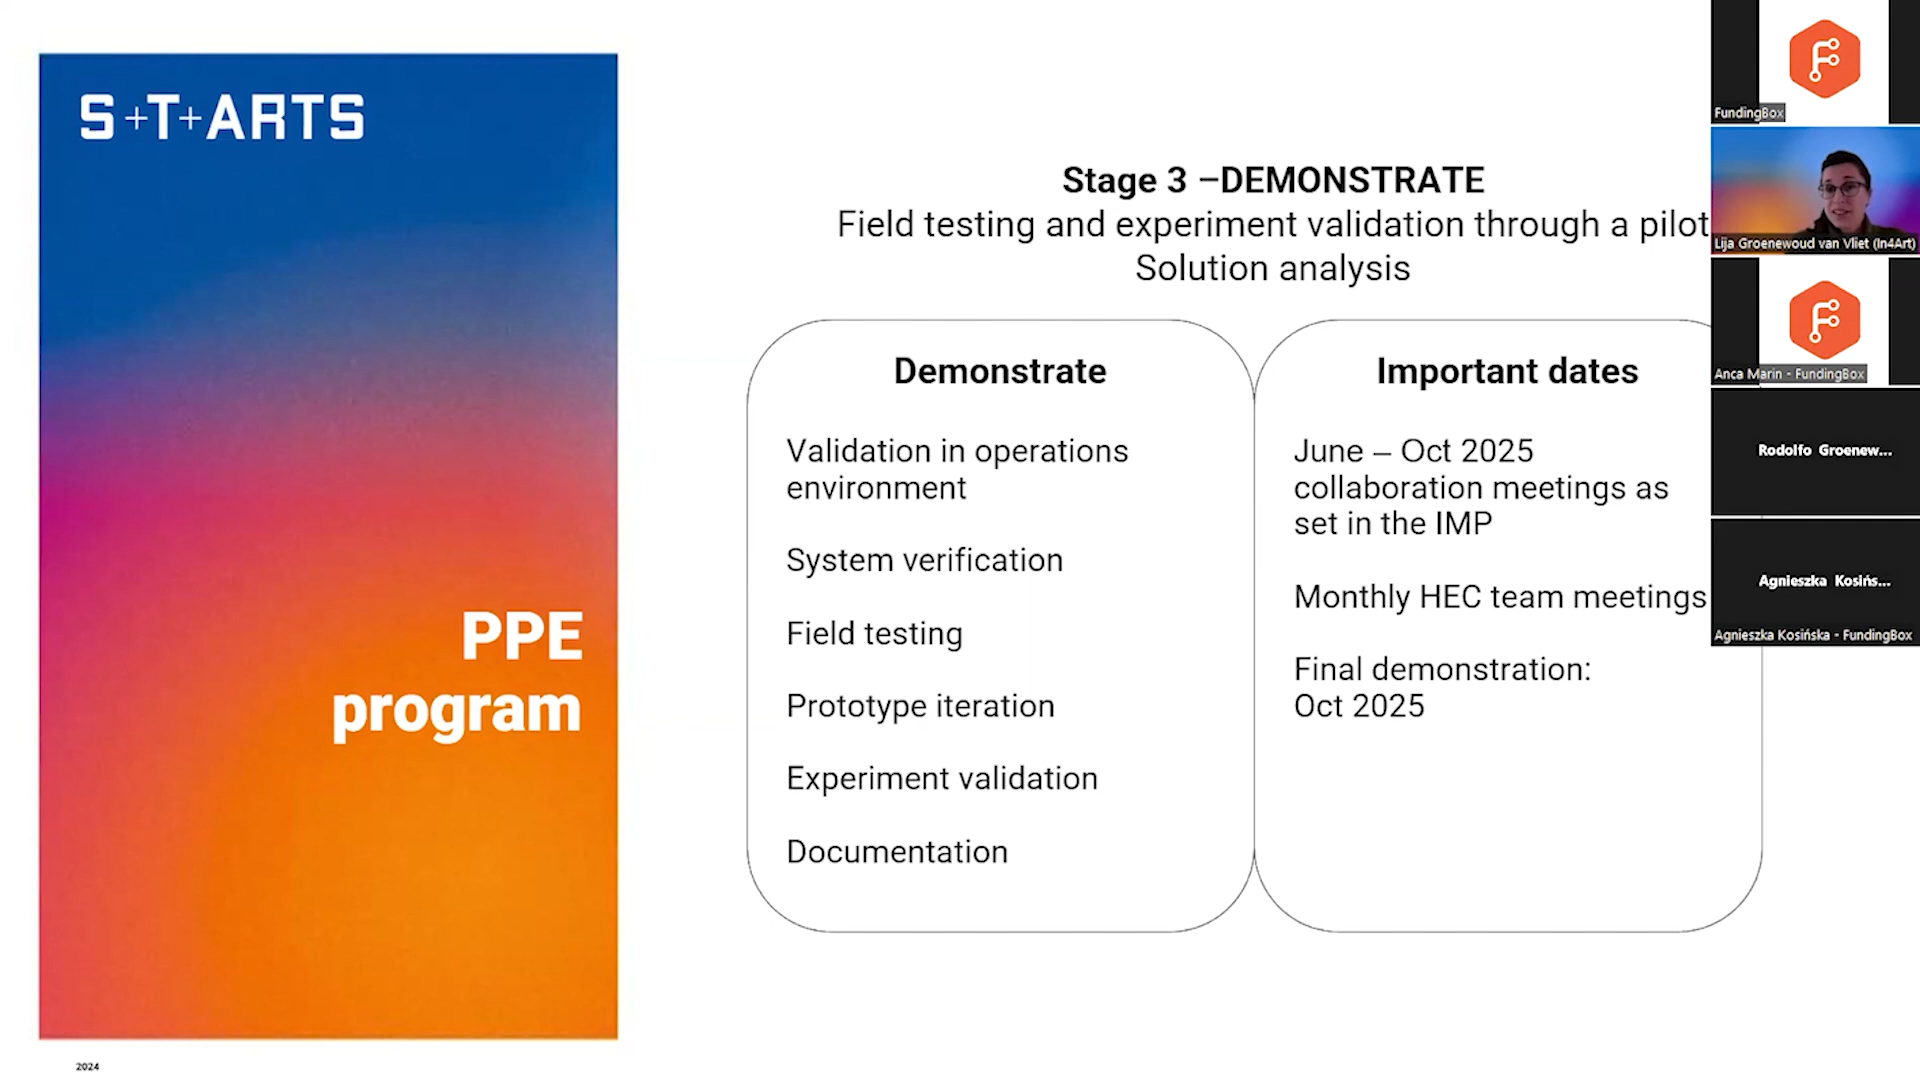 S+T+ARTS
PPE
program
2024
Stage 3 –DEMONSTRATE
Field testing and experiment validation through a pilot
Solution analysis
Demonstrate
Validation in operations
environment
System verification
Field testing
Prototype iteration
Experiment validation
Documentation
Important dates
June – Oct 2025
collaboration meetings as
set in the IMP
Monthly HEC team meetings
Final demonstration:
Oct 2025
FundingBox
Lija Groenewoud van Vliet (In4Art)
Anca Marin - FundingBox
Rodolfo Groenew...
Agnieszka Kosińs...
Agnieszka Kosińska - FundingBox